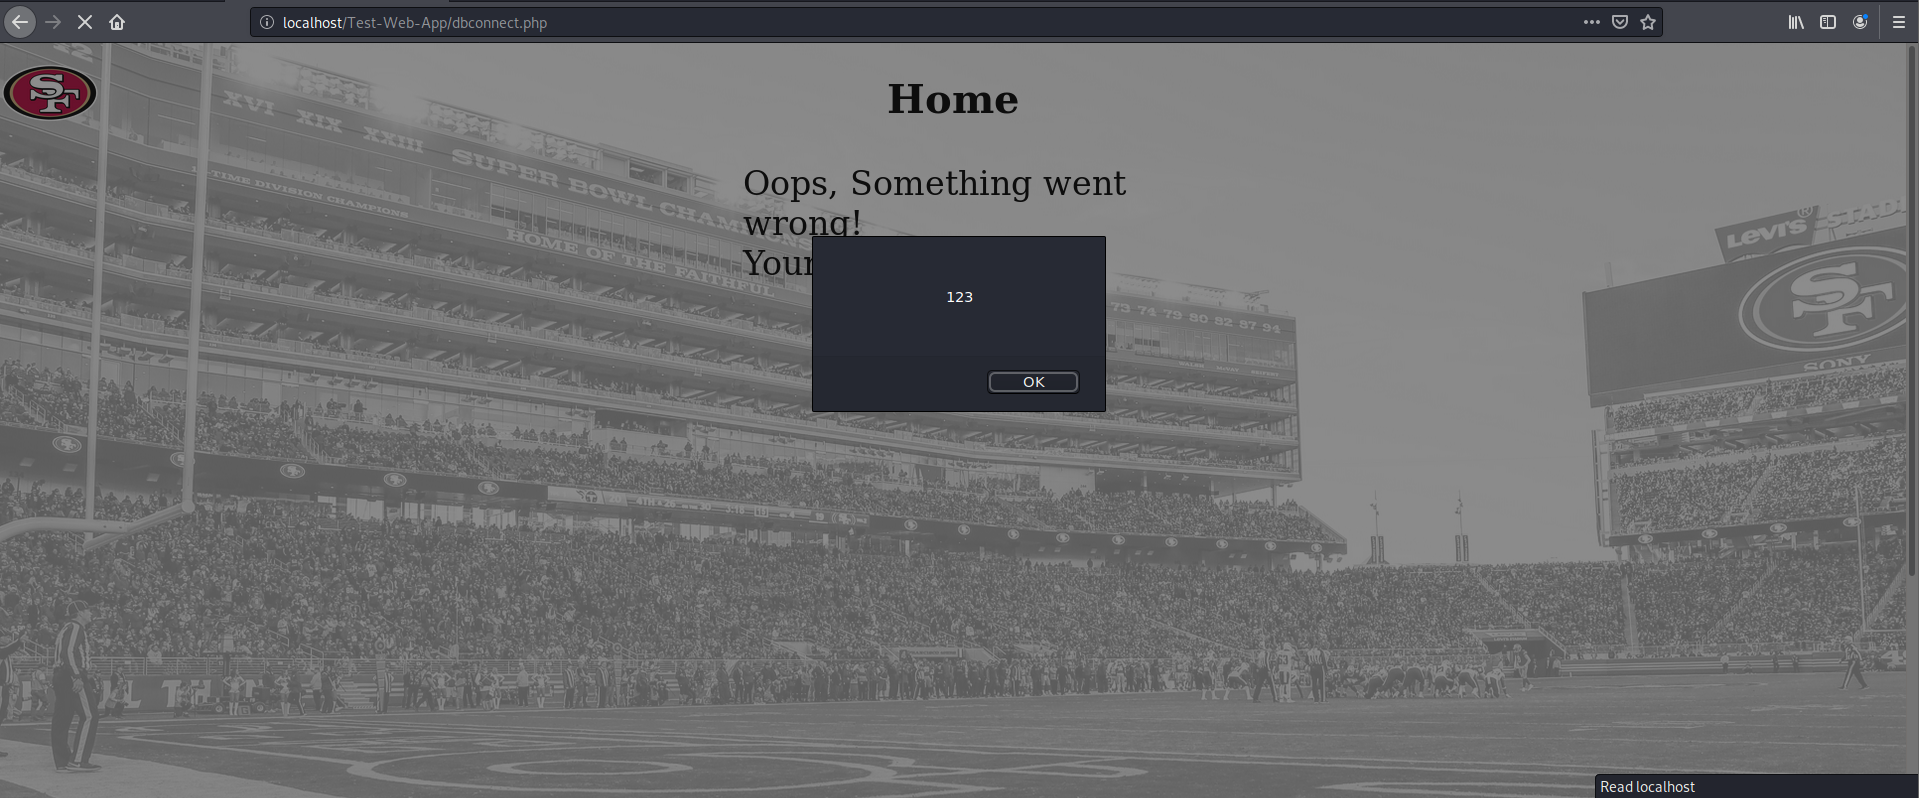 localhost/Test-Web-App/dbconnect.php
SF
Home
XVI XIX XXIII SUPER BOWL CHAMPIONS
TIME DIVISION CHAMPIONS
HOME OF THE FAITHFUL
Oops, Something went
wrong!
Your
123
OK
73 74 79 80 82 87 94
LEVI'S® STADI
SF
SONY
Read localhost